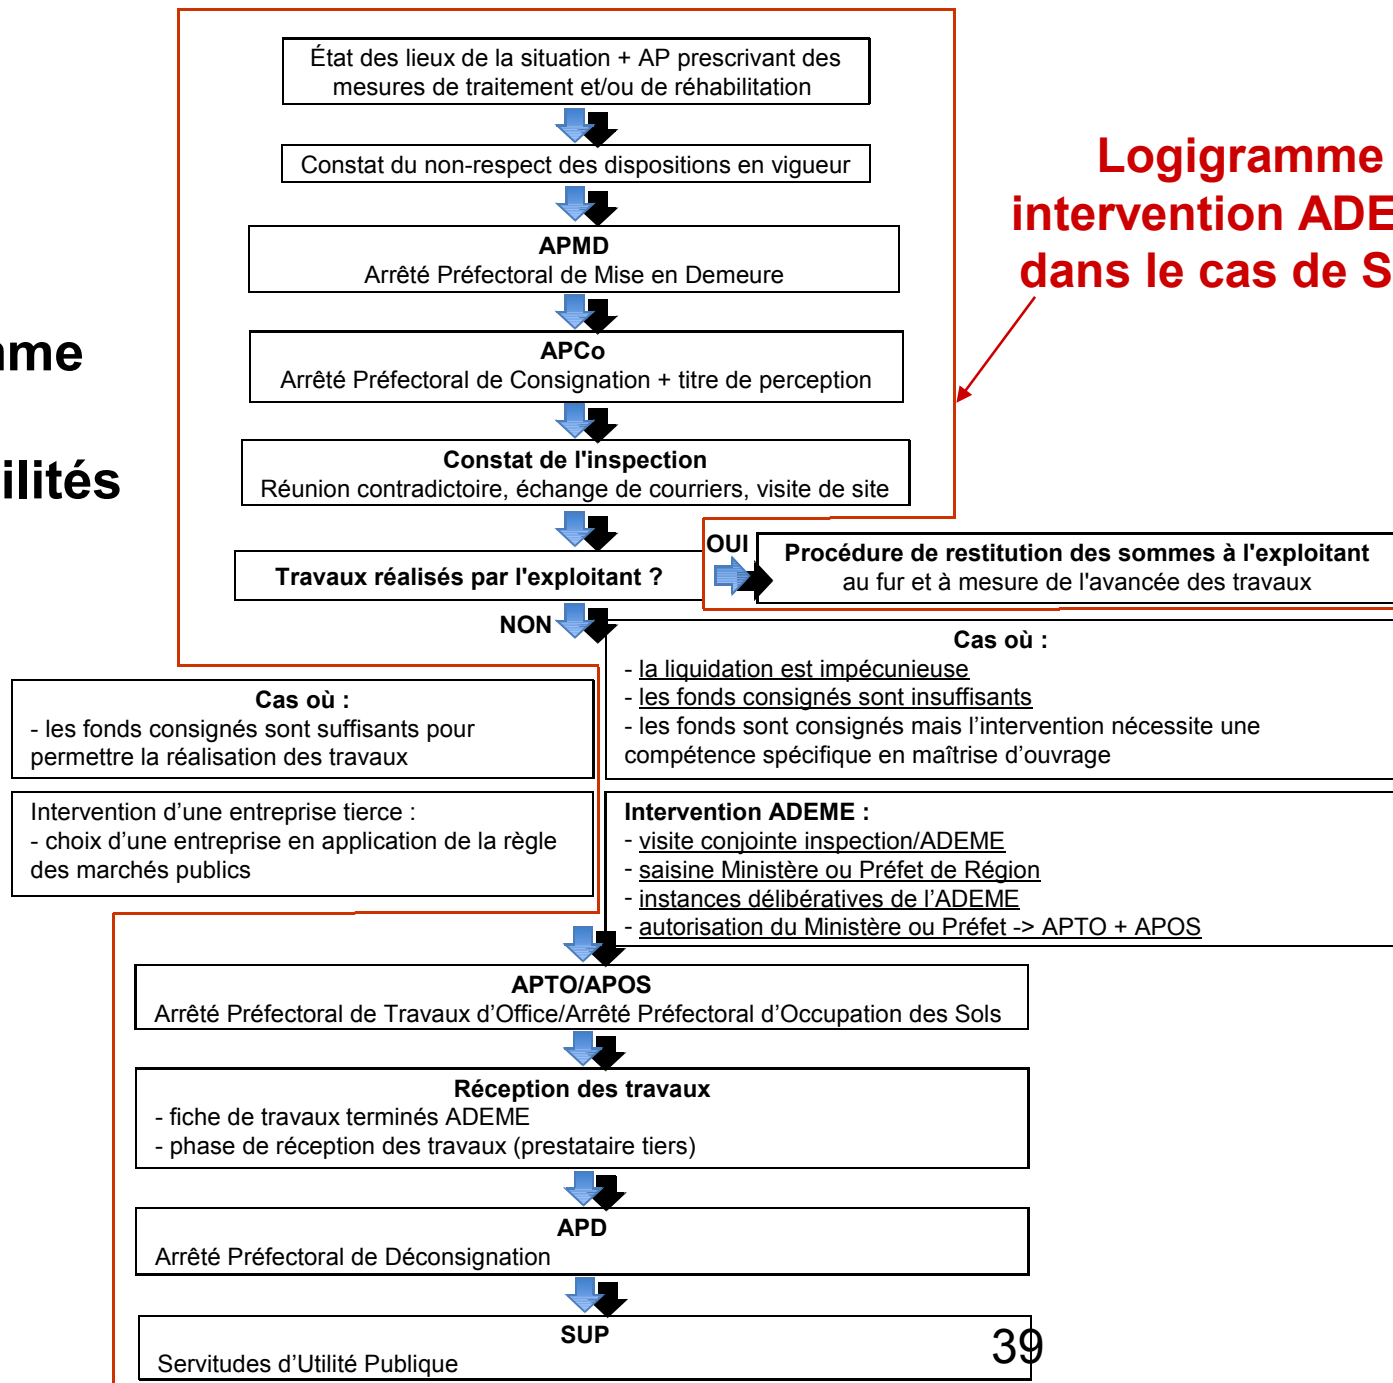 État des lieux de la situation + AP prescrivant des
mesures de traitement et/ou de réhabilitation
Constat du non-respect des dispositions en vigueur
APMD
Arrêté Préfectoral de Mise en Demeure
APCo
Arrêté Préfectoral de Consignation + titre de perception
Constat de l'inspection
Réunion contradictoire, échange de courriers, visite de site
Travaux réalisés par l'exploitant ?
OUI
Procédure de restitution des sommes à l'exploitant
au fur et à mesure de l'avancée des travaux
NON
Cas où :
- les fonds consignés sont suffisants pour
permettre la réalisation des travaux
Intervention d’une entreprise tierce :
- choix d’une entreprise en application de la règle
des marchés publics
Cas où :
- la liquidation est impécunieuse
- les fonds consignés sont insuffisants
- les fonds sont consignés mais l’intervention nécessite une
compétence spécifique en maîtrise d’ouvrage
Intervention ADEME :
- visite conjointe inspection/ADEME
- saisine Ministère ou Préfet de Région
- instances délibératives de l’ADEME
- autorisation du Ministère ou Préfet -> APTO + APOS
APTO/APOS
Arrêté Préfectoral de Travaux d’Office/Arrêté Préfectoral d’Occupation des Sols
Réception des travaux
- fiche de travaux terminés ADEME
- phase de réception des travaux (prestataire tiers)
APD
Arrêté Préfectoral de Déconsignation
SUP
Servitudes d’Utilité Publique
Logigramme
intervention ADE
dans le cas de S
mme
ilités
39